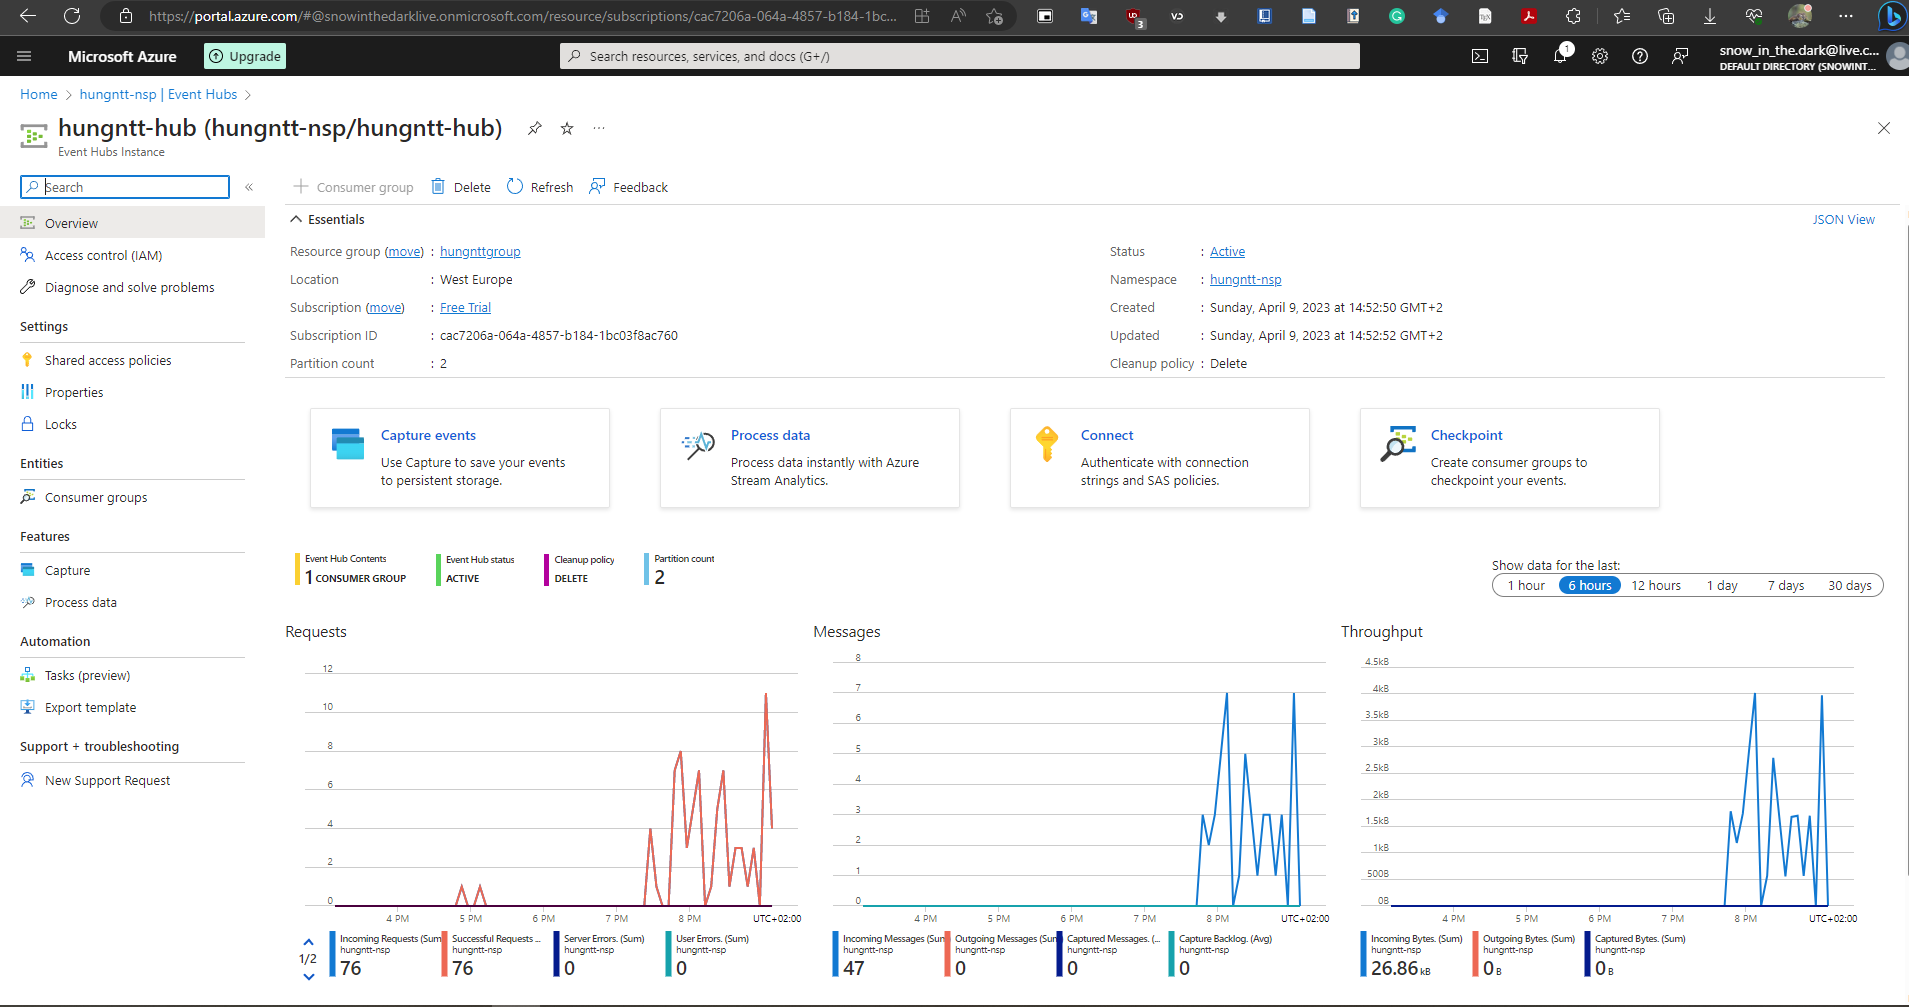 https://portal.azure.com/#@snowinthedarklive.onmicrosoft.com/resource/subscriptions/cac7206a-064a-4857-b184-1bc...
3
Microsoft Azure
Upgrade
Search resources, services, and docs (G+/)
1
snow_in_the.dark@live.c...
DEFAULT DIRECTORY (SNOWINT...
Home > hungntt-nsp | Event Hubs >
hungntt-hub (hungntt-nsp/hungntt-hub)
...
Event Hubs Instance
Search
«
Consumer group Delete Refresh Feedback
Overview
Access control (IAM)
Diagnose and solve problems
Settings
Shared access policies
Properties
Locks
Entities
Consumer groups
Features
Capture
Process data
Automation
Tasks (preview)
Export template
Support + troubleshooting
New Support Request
Essentials
JSON View
Resource group (move) : hungnttgroup
Location : West Europe
Subscription (move) : Free Trial
Subscription ID : cac7206a-064a-4857-b184-1bc03f8ac760
Partition count : 2
Status : Active
Namespace : hungntt-nsp
Created : Sunday, April 9, 2023 at 14:52:50 GMT+2
Updated : Sunday, April 9, 2023 at 14:52:52 GMT+2
Cleanup policy : Delete
Capture events
Use Capture to save your events
to persistent storage.
Process data
Process data instantly with Azure
Stream Analytics.
Connect
Authenticate with connection
strings and SAS policies.
Checkpoint
Create consumer groups to
checkpoint your events.
Event Hub Contents
1 CONSUMER GROUP
Event Hub status
ACTIVE
Cleanup policy
DELETE
Partition count
2
Show data for the last:
1 hour 6 hours 12 hours 1 day 7 days 30 days
Requests
12
10
8
6
4
2
0
4 PM 5 PM 6 PM 7 PM 8 PM UTC+02:00
1/2
Incoming Requests (Sum
hungntt-nsp
76
Successful Requests ...
hungntt-nsp
76
Server Errors. (Sum)
hungntt-nsp
0
User Errors. (Sum)
hungntt-nsp
0
Messages
8
7
6
5
4
3
2
1
0
4 PM 5 PM 6 PM 7 PM 8 PM UTC+02:00
Incoming Messages (Sum
hungntt-nsp
47
Outgoing Messages (Sum
hungntt-nsp
0
Captured Messages. (...
hungntt-nsp
0
Capture Backlog. (Avg)
hungntt-nsp
0
Throughput
4.5kB
4kB
3.5kB
3kB
2.5kB
2kB
1.5kB
1kB
500B
0B
4 PM 5 PM 6 PM 7 PM 8 PM UTC+02:00
Incoming Bytes. (Sum)
hungntt-nsp
26.86 kB
Outgoing Bytes. (Sum)
hungntt-nsp
0 B
Captured Bytes. (Sum)
hungntt-nsp
0 B